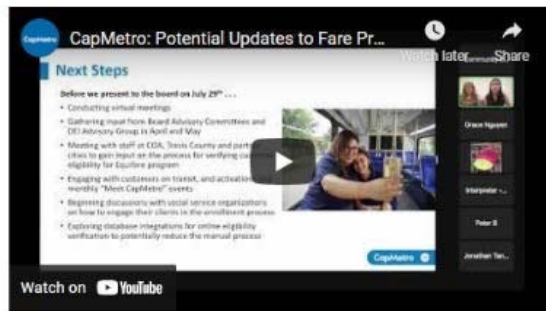 CapMetro
CapMetro: Potential Updates to Fare Pr...
Watch later
Share
Next Steps
Before we present to the board on July 29th . . .
• Conducting virtual meetings
• Gathering input from Board Advisory Committees and
DEI Advisory Group in April and May
• Meeting with staff at COA, Travis County and partner
cities to gain input on the process for verifying customer
eligibility for Equifare program
• Engaging with customers on transit, and activations and
monthly "Meet CapMetro" events
• Beginning discussions with social service organizations
on how to engage their clients in the enrollment process
• Exploring database integrations for online eligibility
verification to potentially reduce the manual process
CapMetro
Grace Nguyen
Interpreter -...
Peter B
Jonathan Tan...
Watch on YouTube